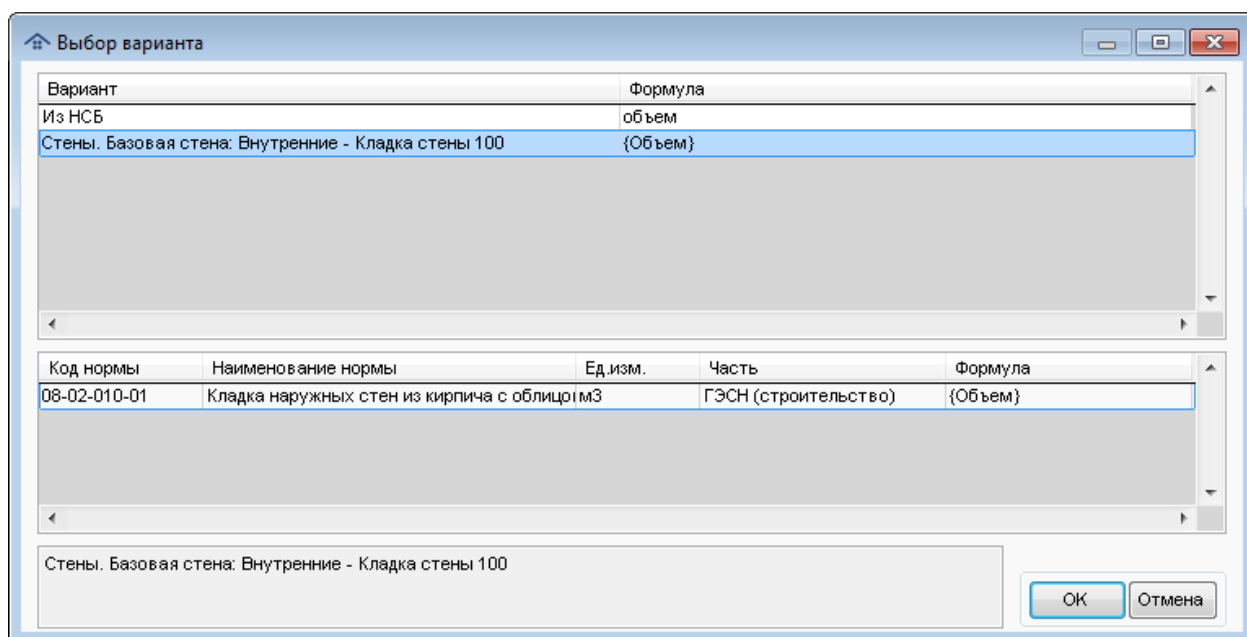 Выбор варианта
Вариант Формула
Из НСБ объем
Стены. Базовая стена: Внутренние - Кладка стены 100 {Объем}
Код нормы Наименование нормы Ед.изм. Часть Формула
08-02-010-01 Кладка наружных стен из кирпича с облицо м3 ГЭСН (строительство) {Объем}
Стены. Базовая стена: Внутренние - Кладка стены 100
OK Отмена